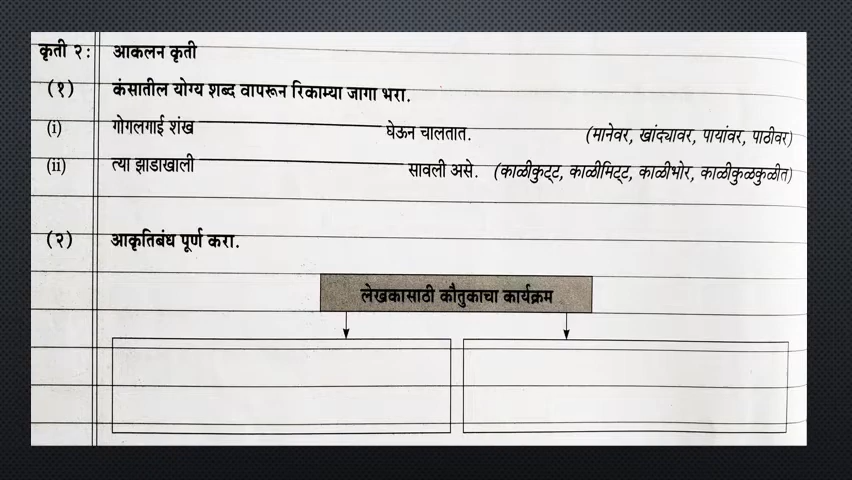 कृती २: आकलन कृती
(१) कंसातील योग्य शब्द वापरून रिकाम्या जागा भरा.
(i) गोगलगाई शंख घेऊन चालतात. (मानेवर, खांद्यावर, पायांवर, पाठीवर)
(ii) त्या झाडाखाली सावली असे. (काळीकुट्ट, काळीमिट्ट, काळीभोर, काळीकुळकुळीत)
(२) आकृतिबंध पूर्ण करा.
लेखकासाठी कौतुकाचा कार्यक्रम